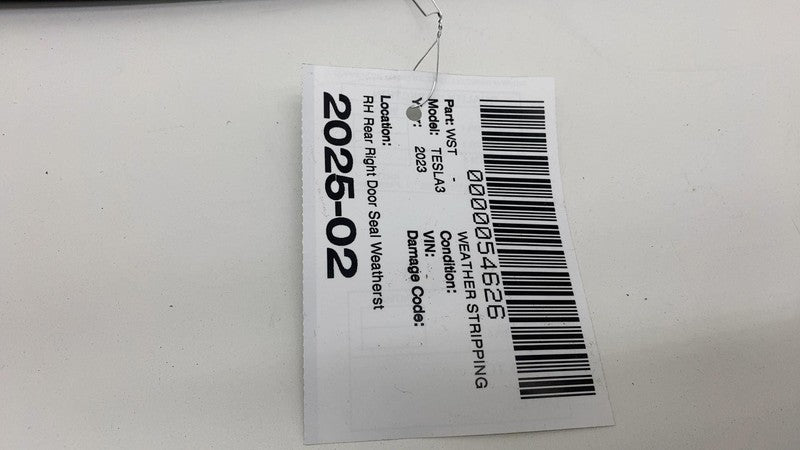 0000054626
Part: WST - WEATHER STRIPPING
Model: TESLA3 Condition:
2023 VIN: -
Damage Code:
Location:
RH Rear Right Door Seal Weatherst
2025-02